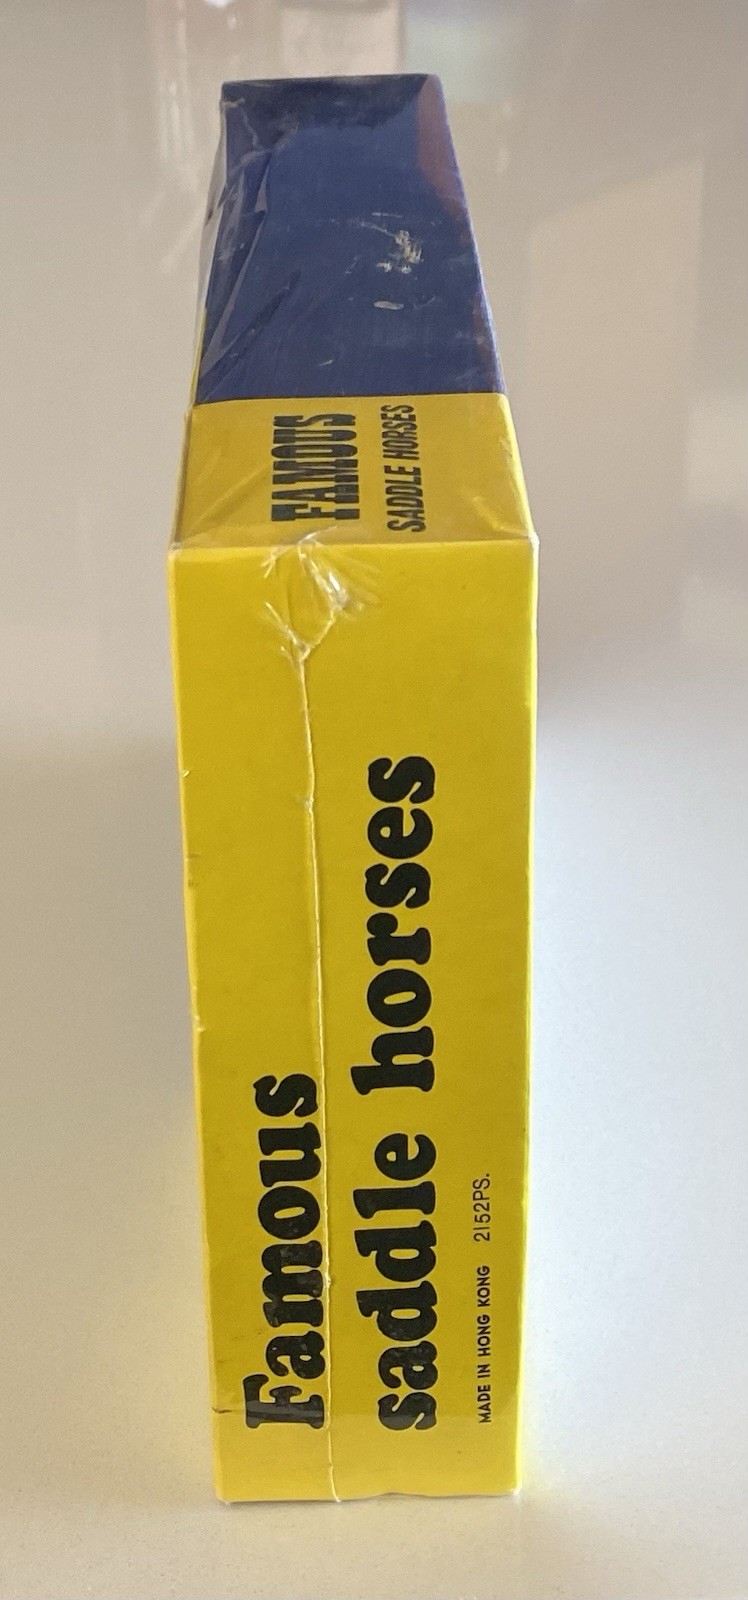 FAMOUS
SADDLE HORSES
Famous
saddle horses
MADE IN HONG KONG 2152PS.